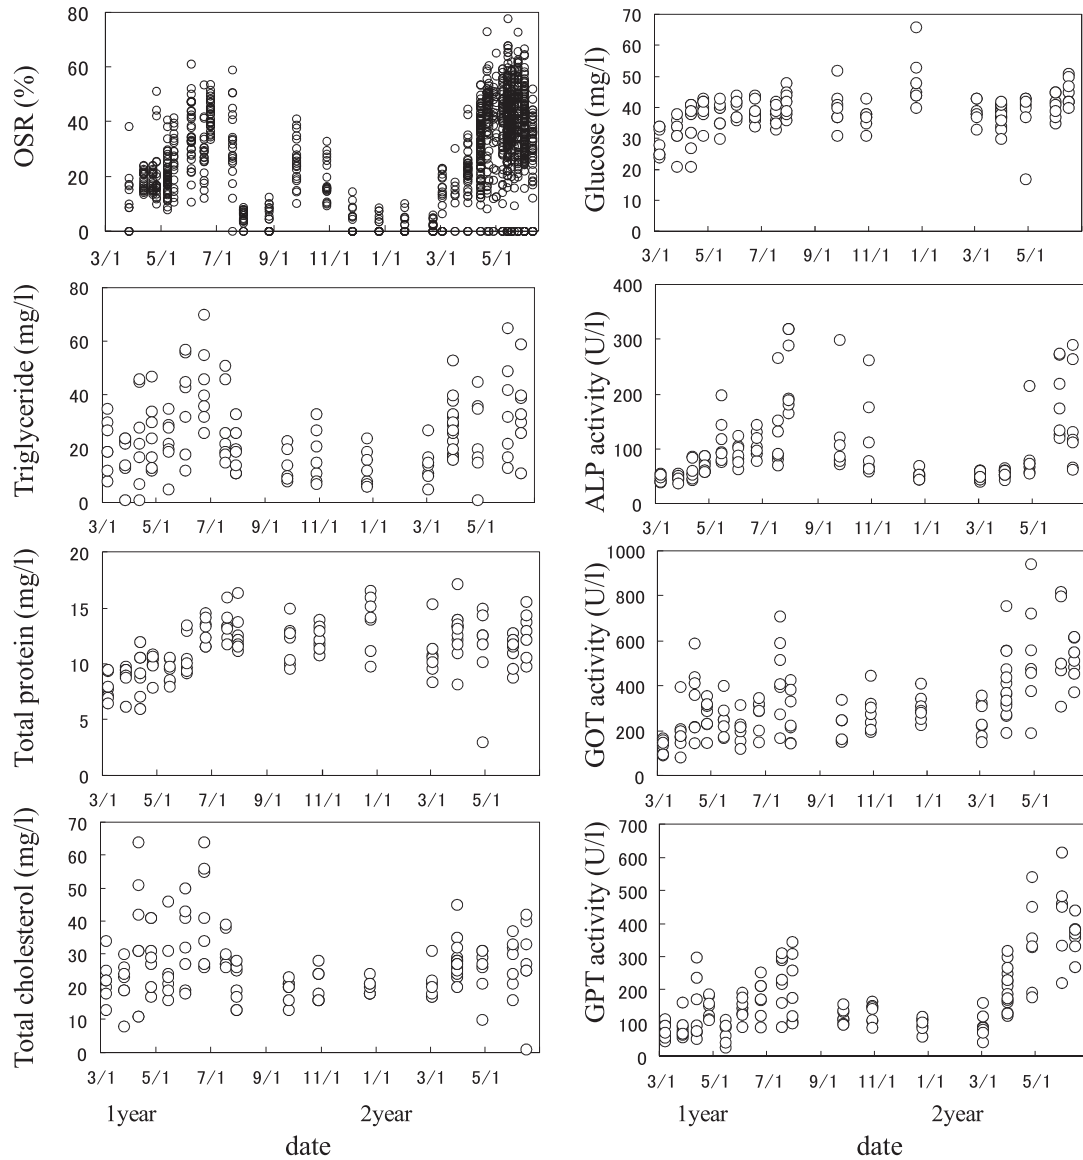 OSR (%)
80
60
40
20
0
3/1 5/1 7/1 9/1 11/1 1/1 3/1 5/1
Glucose (mg/l)
70
60
50
40
30
20
10
0
3/1 5/1 7/1 9/1 11/1 1/1 3/1 5/1
Triglyceride (mg/l)
80
60
40
20
0
3/1 5/1 7/1 9/1 11/1 1/1 3/1 5/1
ALP activity (U/l)
400
300
200
100
0
3/1 5/1 7/1 9/1 11/1 1/1 3/1 5/1
Total protein (mg/l)
20
15
10
5
0
3/1 5/1 7/1 9/1 11/1 1/1 3/1 5/1
GOT activity (U/l)
1000
800
600
400
200
0
3/1 5/1 7/1 9/1 11/1 1/1 3/1 5/1
Total cholesterol (mg/l)
70
60
50
40
30
20
10
0
3/1 5/1 7/1 9/1 11/1 1/1 3/1 5/1
1year 2year
date
GPT activity (U/l)
700
600
500
400
300
200
100
0
3/1 5/1 7/1 9/1 11/1 1/1 3/1 5/1
1year 2year
date